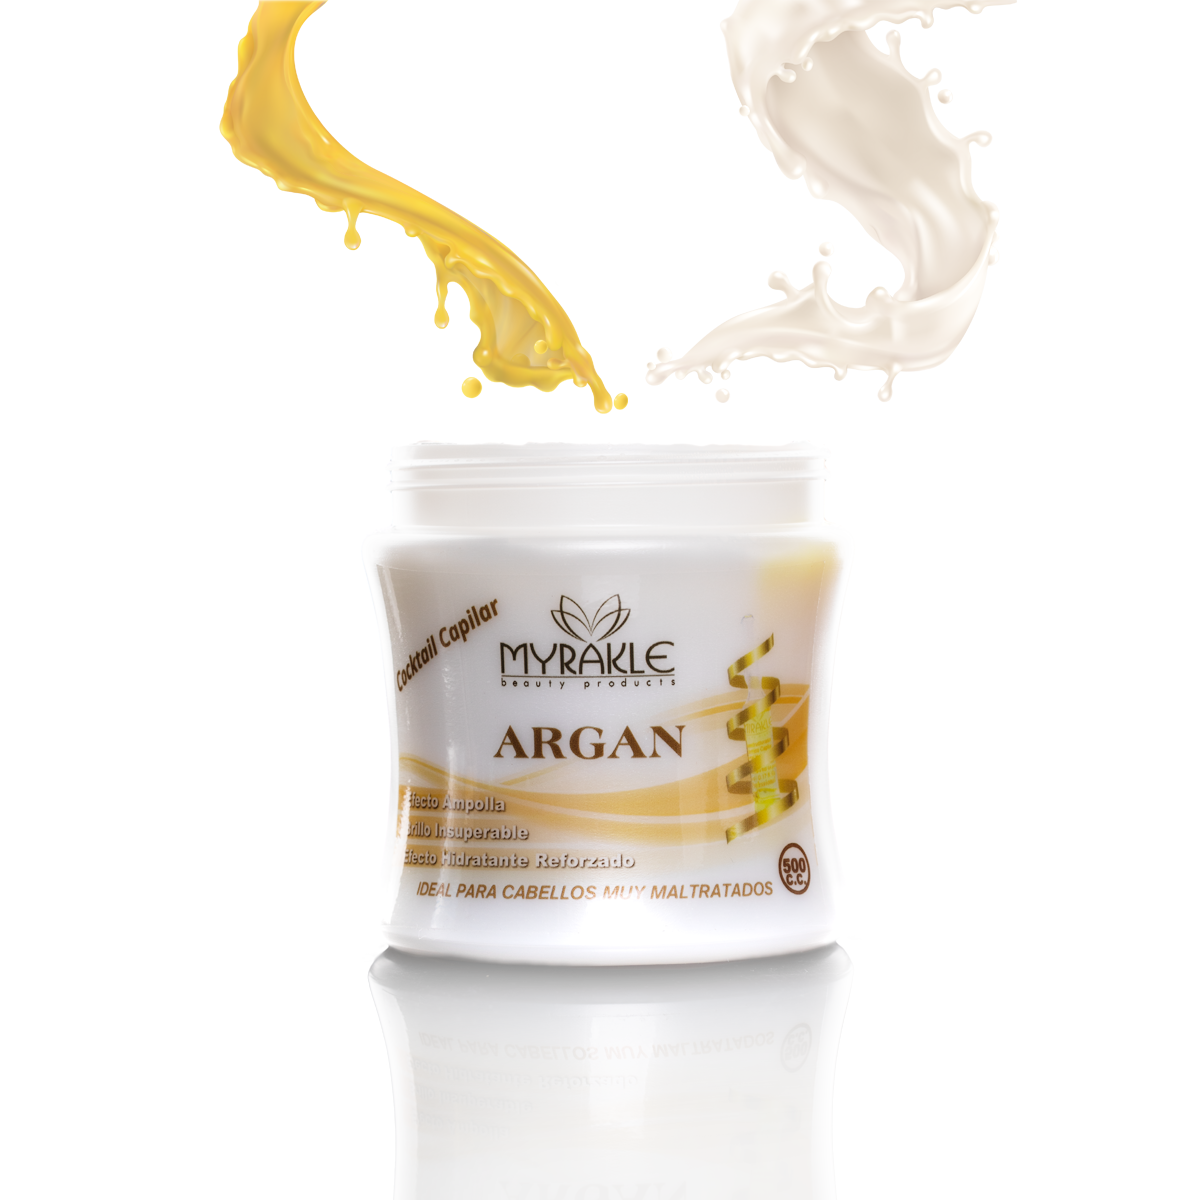 Cocktail Capilar
MYRAKLE
beauty products
ARGAN
Efecto Ampolla
Brillo Insuperable
Efecto Hidratante Reforzado
IDEAL PARA CABELLOS MUY MALTRATADOS
500
C.C.